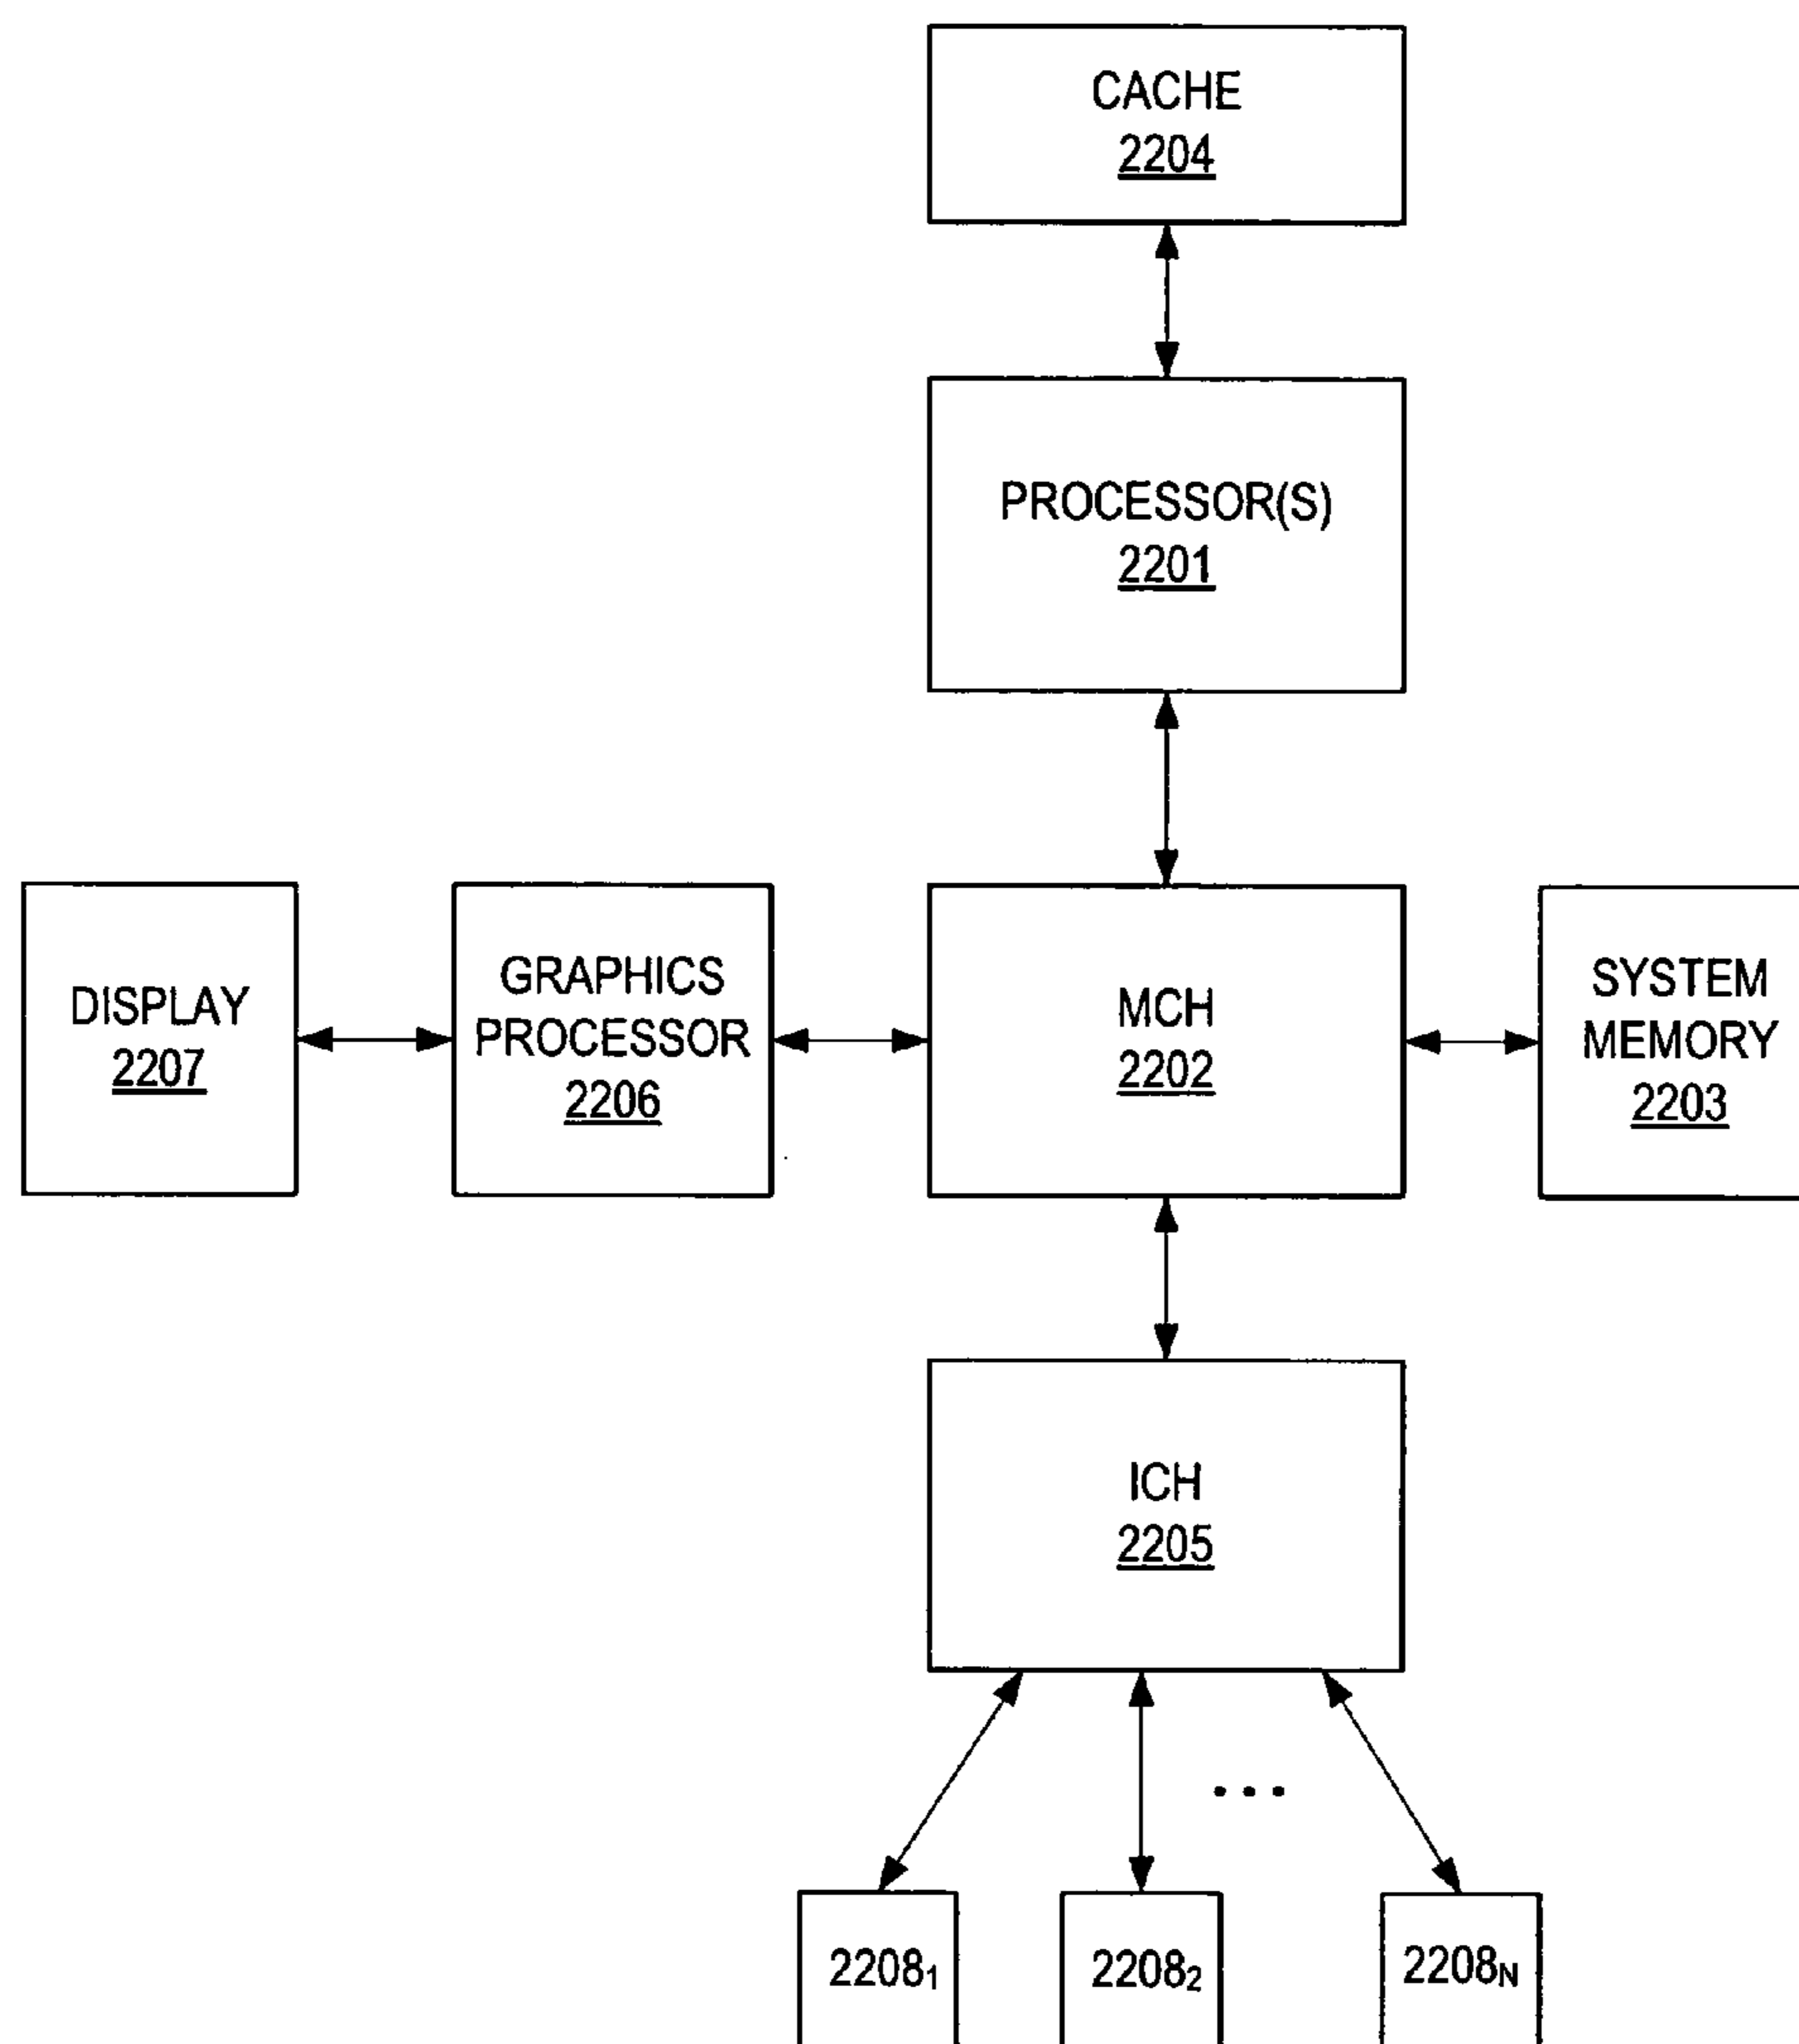 CACHE
2204
PROCESSOR(S)
2201
DISPLAY
2207
GRAPHICS
PROCESSOR
2206
MCH
2202
SYSTEM
MEMORY
2203
ICH
2205
...
2208₁
2208₂
2208N